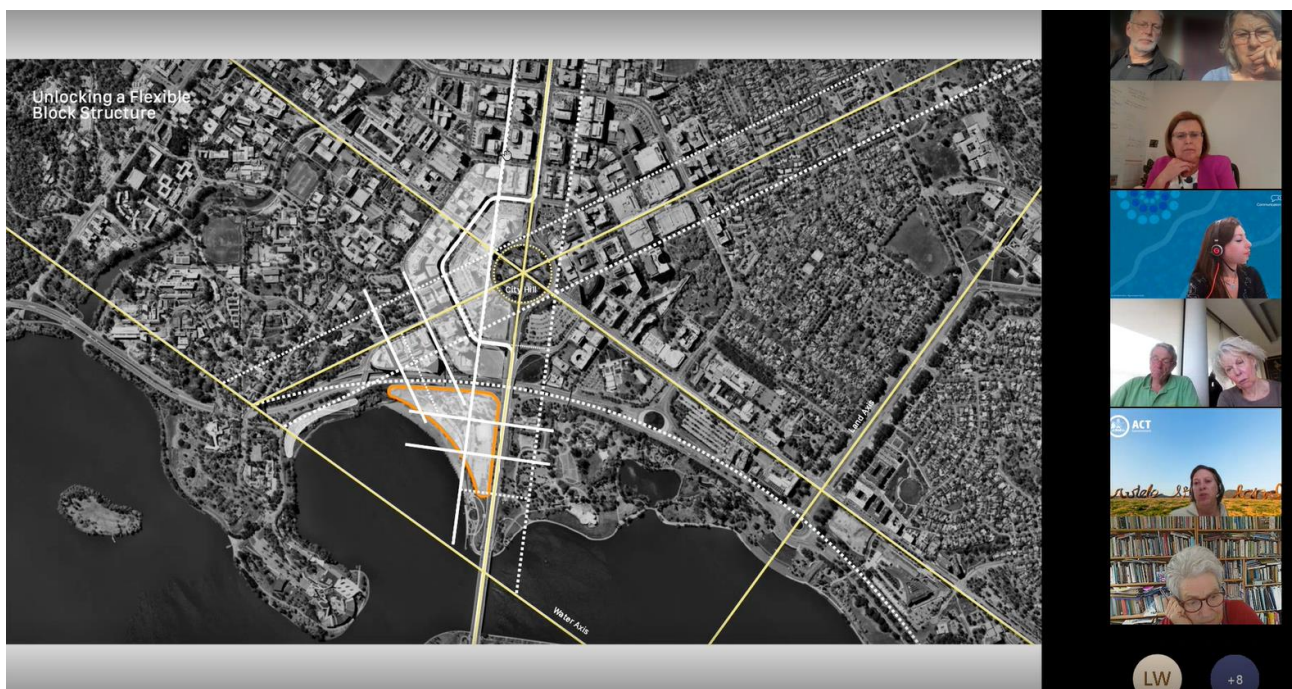 Unlocking a Flexible
Block Structure
City Hill
Land Axis
Water Axis
ACT
LW
+8